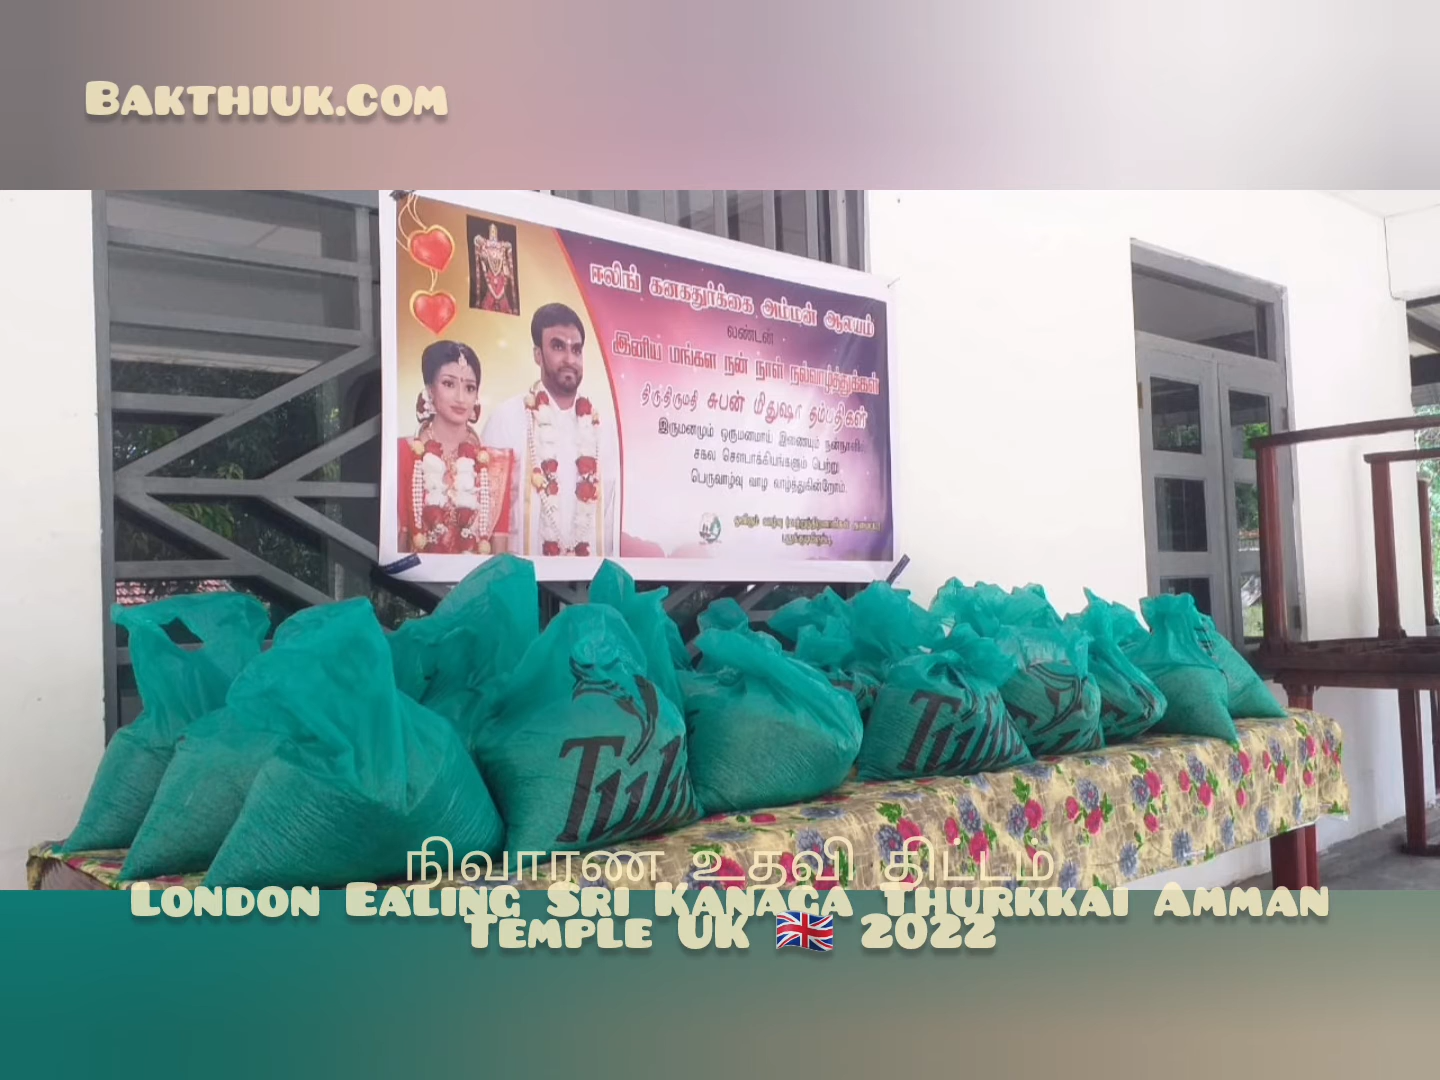 Bakthiuk.com
ஈலிங் கனகதுர்க்கை அம்மன் ஆலயம்
லண்டன்
இனிய மங்கள நன் நாள் நல்வாழ்த்துக்கள்
திருதிருமதி சுபன் மிதுஷா தம்பதிகள்
இருமனமும் ஒருமனமாய் இணையும் நன்நாளில்
சகல சௌபாக்கியங்களும் பெற்று
பெருவாழ்வு வாழ வாழ்த்துகின்றோம்.
Tulip
Tulip
நிவாரண உதவி திட்டம்
London Ealing Sri Kanaga Thurkkai Amman
Temple UK 🇬🇧 2022